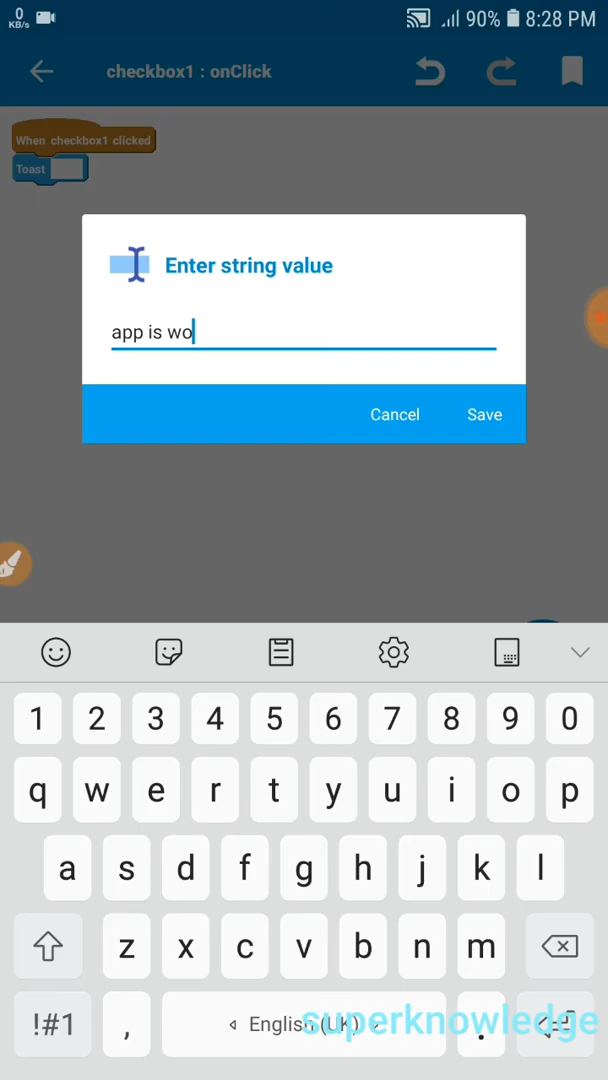 0
KB/s
90% 8:28 PM
checkbox1 : onClick
When checkbox1 clicked
Toast
Enter string value
app is wo
Cancel Save
1 2 3 4 5 6 7 8 9 0
q w e r t y u i o p
a s d f g h j k l
z x c v b n m
!#1 , English (UK) .
superknowledge